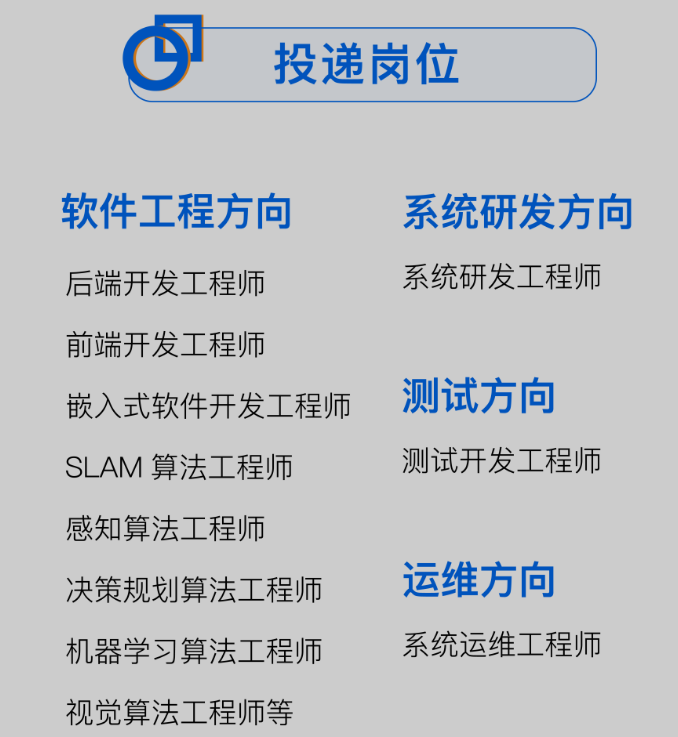 投递岗位
软件工程方向
后端开发工程师
前端开发工程师
嵌入式软件开发工程师
SLAM 算法工程师
感知算法工程师
决策规划算法工程师
机器学习算法工程师
视觉算法工程师等
系统研发方向
系统研发工程师
测试方向
测试开发工程师
运维方向
系统运维工程师